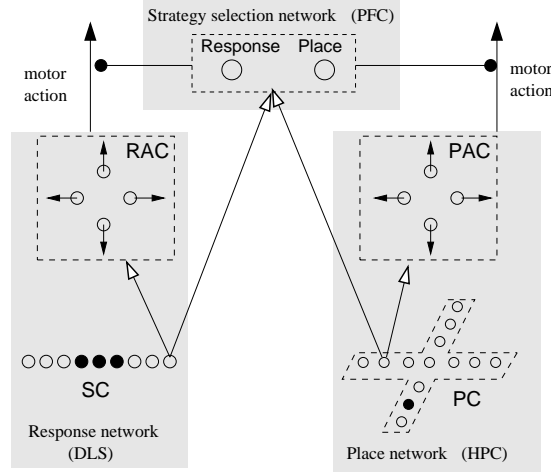 Strategy selection network (PFC)
Response Place
motor
action
motor
action
RAC
PAC
SC
PC
Response network
(DLS)
Place network (HPC)